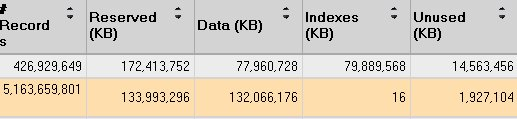 #
Record
s
Reserved
(KB)
Data (KB)
Indexes
(KB)
Unused
(KB)
426,929,649 172,413,752 77,960,728 79,889,568 14,563,456
5,163,659,801 133,993,296 132,066,176 16 1,927,104